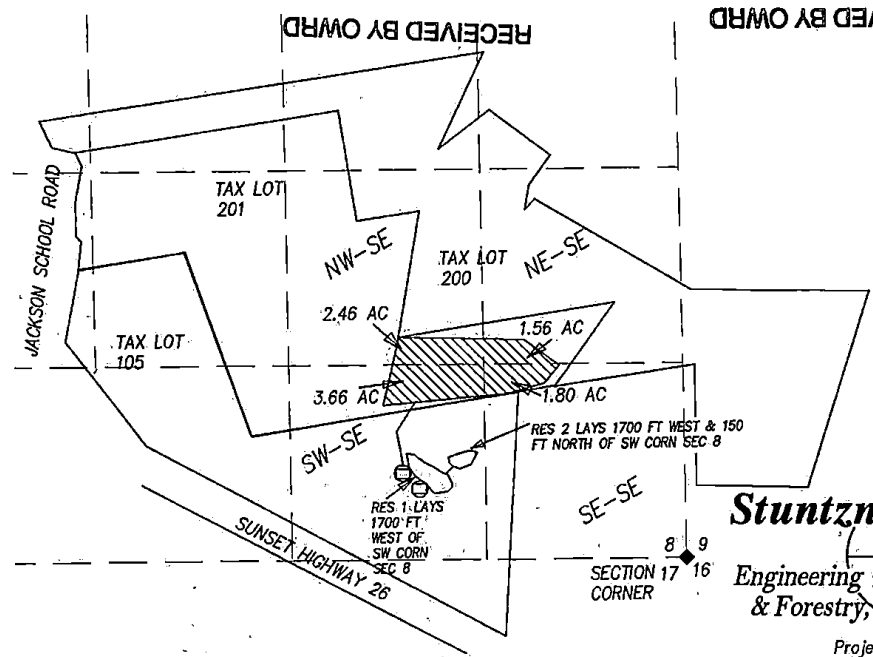 RECEIVED BY OWRD
BY OWRD
TAX LOT
201
JACKSON SCHOOL ROAD
NW-SE
TAX LOT
200
NE-SE
2.46 AC
1.56 AC
TAX LOT
105
3.66 AC
1.80 AC
SW-SE
RES 2 LAYS 1700 FT WEST & 150
FT NORTH OF SW CORN SEC 8
RES 1 LAYS
1700 FT
WEST OF
SW CORN
SEC 8
SE-SE
SUNSET HIGHWAY 26
8 9
17 16
SECTION
CORNER
Engineering
& Forestry,